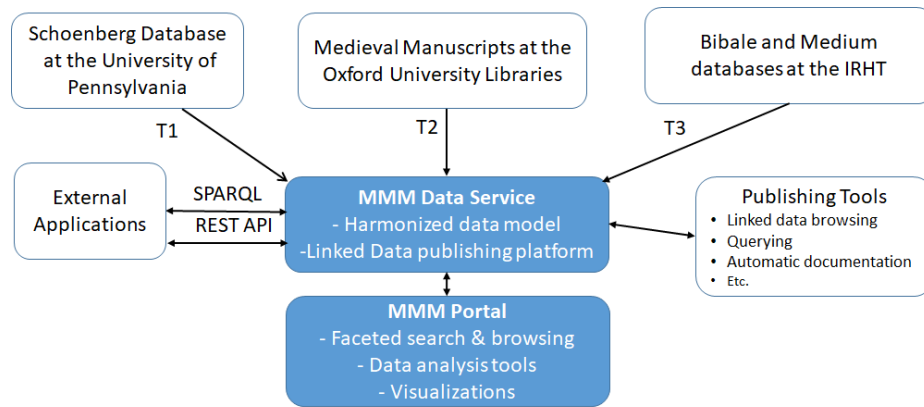 Schoenberg Database
at the University of
Pennsylvania
Medieval Manuscripts at the
Oxford University Libraries
Bibale and Medium
databases at the IRHT
T1
T2
T3
External
Applications
SPARQL
REST API
MMM Data Service
- Harmonized data model
-Linked Data publishing platform
Publishing Tools
• Linked data browsing
• Querying
• Automatic documentation
• Etc.
MMM Portal
- Faceted search & browsing
- Data analysis tools
- Visualizations